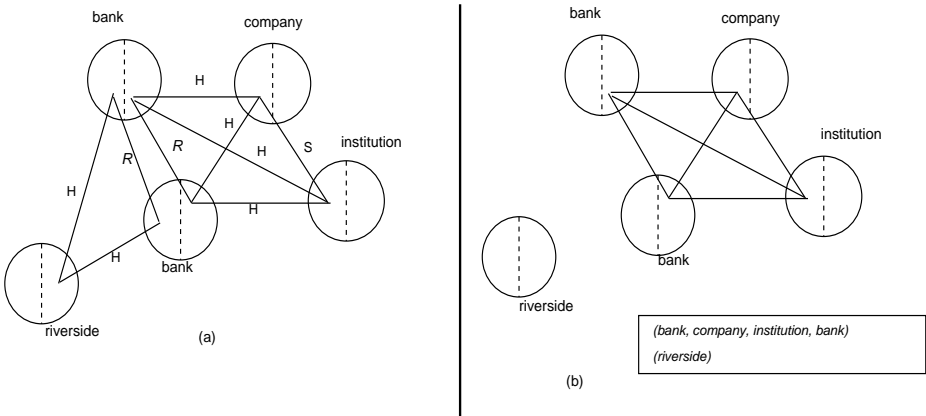 bank
company
H
H
R
R
H
S
institution
H
H
H
bank
riverside
(a)
bank
company
institution
bank
riverside
(bank, company, institution, bank)
(riverside)
(b)